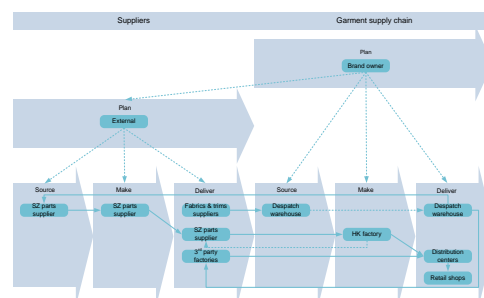 Suppliers
Garment supply chain
Plan
Brand owner
Plan
External
Source
Make
Deliver
Source
Make
Deliver
SZ parts
supplier
SZ parts
supplier
Fabrics & trims
suppliers
Despatch
warehouse
Despatch
warehouse
SZ parts
supplier
HK factory
3rd party
factories
Distribution
centers
Retail shops